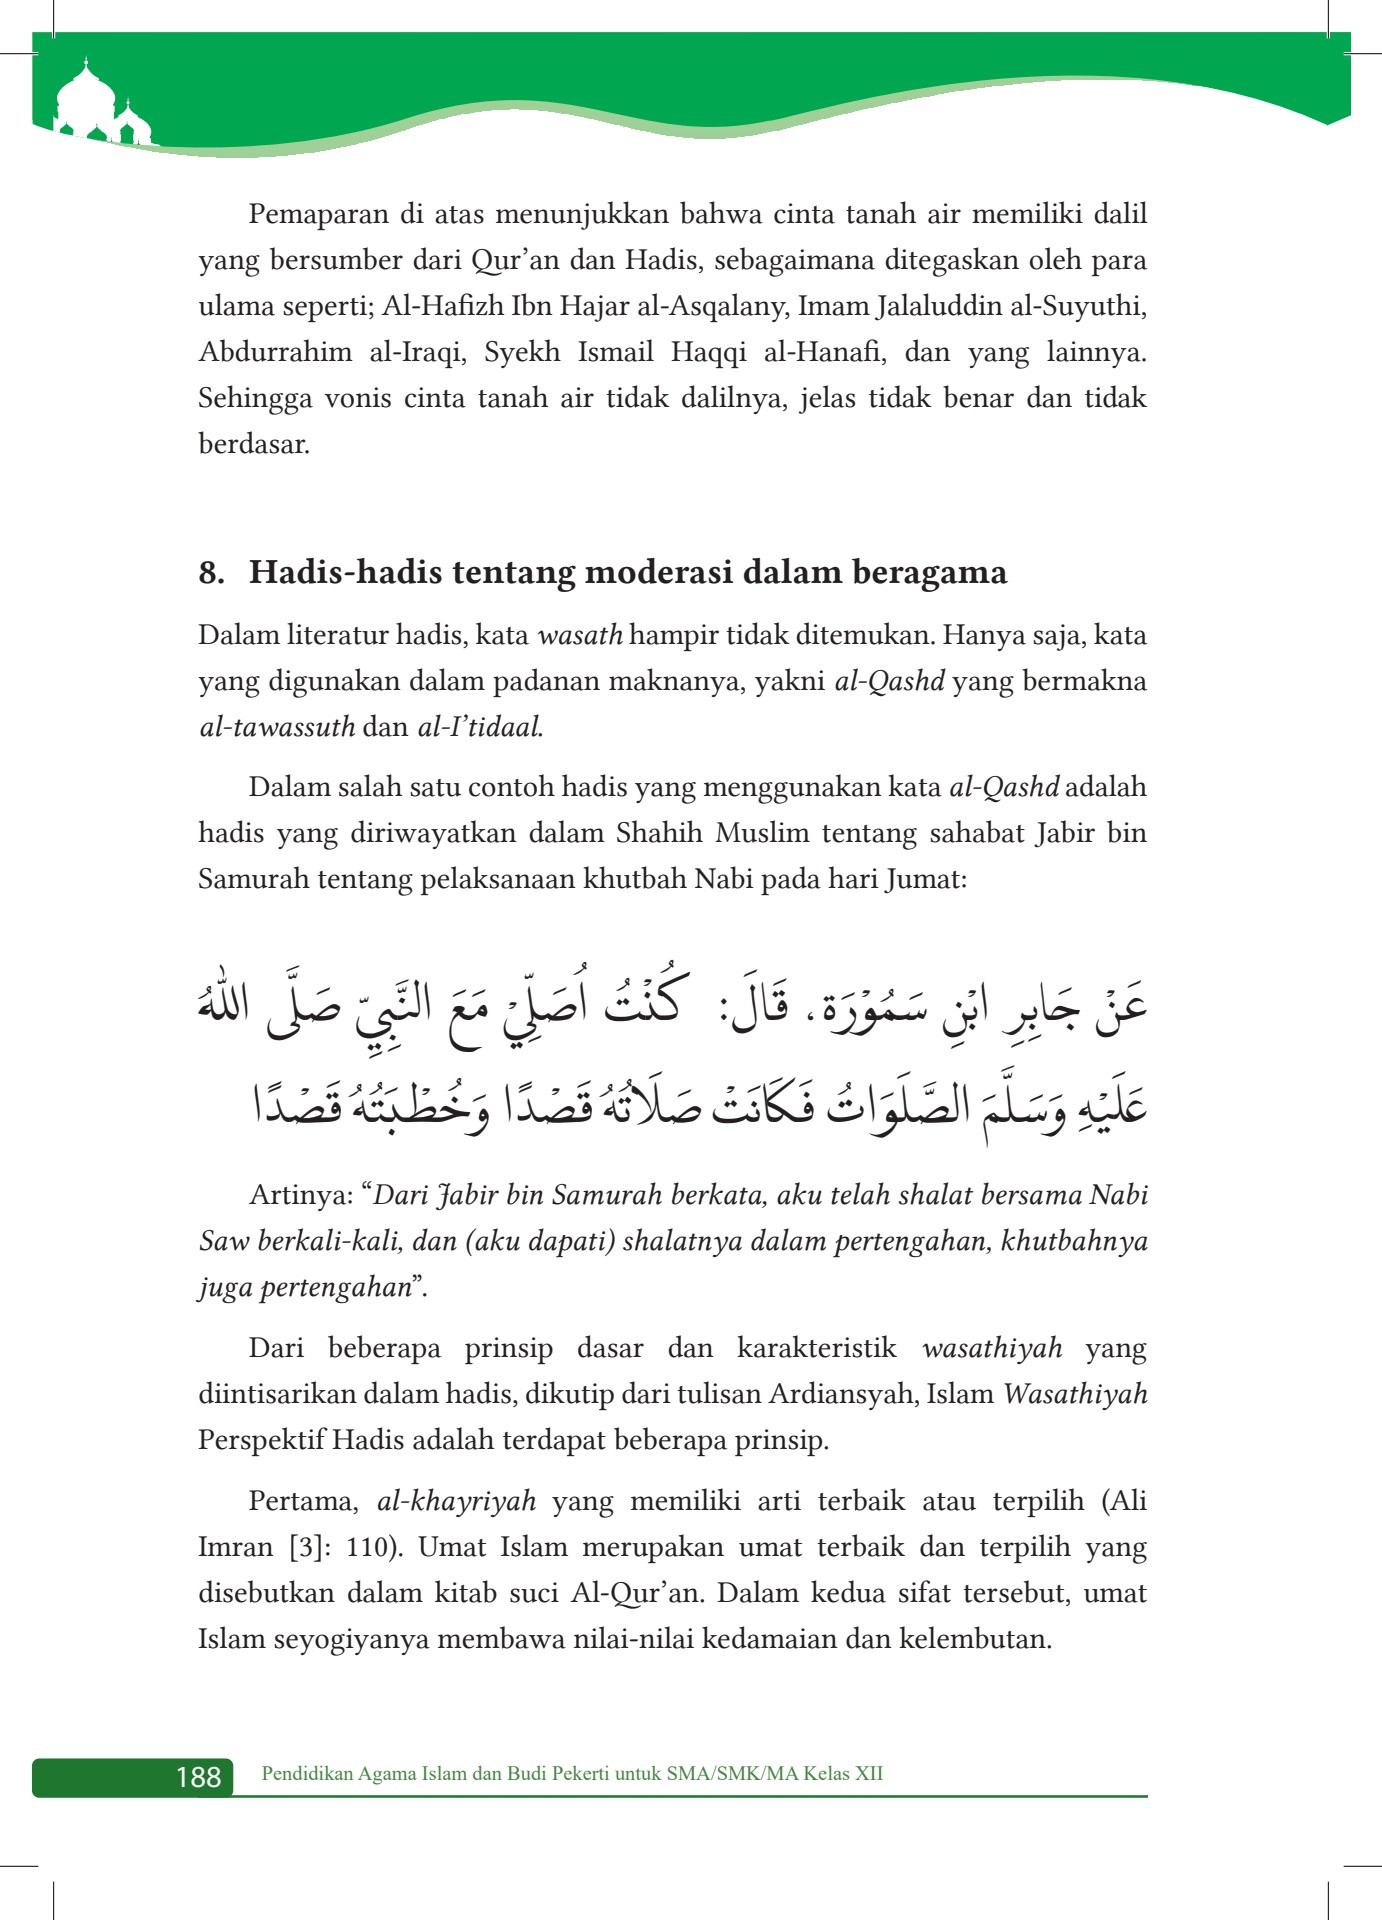 Pemaparan di atas menunjukkan bahwa cinta tanah air memiliki dalil
yang bersumber dari Qur’an dan Hadis, sebagaimana ditegaskan oleh para
ulama seperti; Al-Hafizh Ibn Hajar al-Asqalany, Imam Jalaluddin al-Suyuthi,
Abdurrahim al-Iraqi, Syekh Ismail Haqqi al-Hanafi, dan yang lainnya.
Sehingga vonis cinta tanah air tidak dalilnya, jelas tidak benar dan tidak
berdasar.
8. Hadis-hadis tentang moderasi dalam beragama
Dalam literatur hadis, kata wasath hampir tidak ditemukan. Hanya saja, kata
yang digunakan dalam padanan maknanya, yakni al-Qashd yang bermakna
al-tawassuth dan al-I’tidaal.
Dalam salah satu contoh hadis yang menggunakan kata al-Qashd adalah
hadis yang diriwayatkan dalam Shahih Muslim tentang sahabat Jabir bin
Samurah tentang pelaksanaan khutbah Nabi pada hari Jumat:
عَنْ جَابِرِ ابْنِ سَمُوْرَة، قَالَ: كُنْتُ اُصَلِّيْ مَعَ النَّبِيِّ صَلَّى اللهُ
عَلَيْهِ وَسَلَّمَ الصَّلَوَاتُ فَكَانَتْ صَلَاتُهُ قَصْدًا وَخُطْبَتُهُ قَصْدًا
Artinya: “Dari Jabir bin Samurah berkata, aku telah shalat bersama Nabi
Saw berkali-kali, dan (aku dapati) shalatnya dalam pertengahan, khutbahnya
juga pertengahan”.
Dari beberapa prinsip dasar dan karakteristik wasathiyah yang
diintisarikan dalam hadis, dikutip dari tulisan Ardiansyah, Islam Wasathiyah
Perspektif Hadis adalah terdapat beberapa prinsip.
Pertama, al-khayriyah yang memiliki arti terbaik atau terpilih (Ali
Imran [3]: 110). Umat Islam merupakan umat terbaik dan terpilih yang
disebutkan dalam kitab suci Al-Qur’an. Dalam kedua sifat tersebut, umat
Islam seyogiyanya membawa nilai-nilai kedamaian dan kelembutan.
188 Pendidikan Agama Islam dan Budi Pekerti untuk SMA/SMK/MA Kelas XII